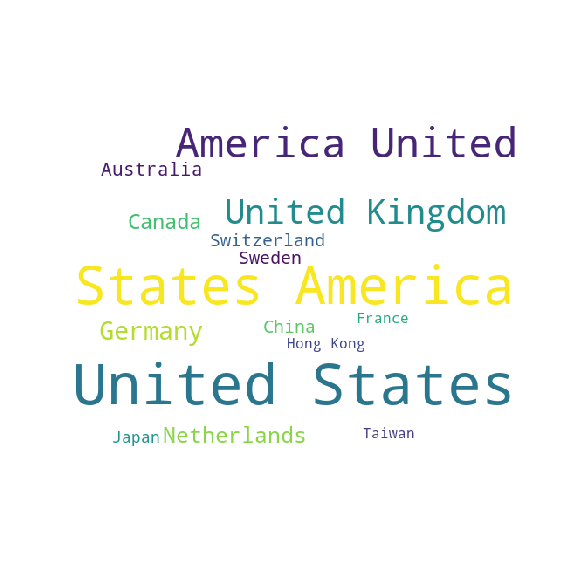 America United
Australia
United Kingdom
Canada
Switzerland
Sweden
States America
France
China
Germany
Hong Kong
United States
Taiwan
Japan
Netherlands